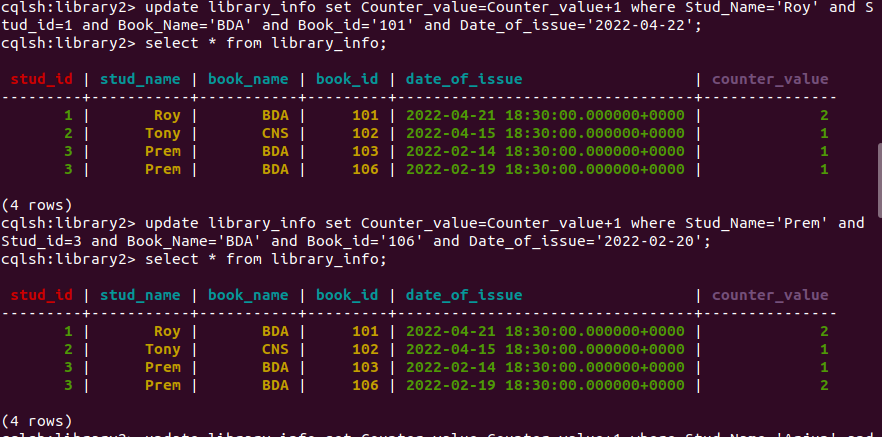 cqlsh:library2> update library_info set Counter_value=Counter_value+1 where Stud_Name='Roy' and S
tud_id=1 and Book_Name='BDA' and Book_id='101' and Date_of_issue='2022-04-22';
cqlsh:library2> select * from library_info;
 stud_id | stud_name | book_name | book_id | date_of_issue                   | counter_value
---------+-----------+-----------+---------+---------------------------------+---------------
       1 |       Roy |       BDA |     101 | 2022-04-21 18:30:00.000000+0000 |             2
       2 |      Tony |       CNS |     102 | 2022-04-15 18:30:00.000000+0000 |             1
       3 |      Prem |       BDA |     103 | 2022-02-14 18:30:00.000000+0000 |             1
       3 |      Prem |       BDA |     106 | 2022-02-19 18:30:00.000000+0000 |             1
(4 rows)
cqlsh:library2> update library_info set Counter_value=Counter_value+1 where Stud_Name='Prem' and
Stud_id=3 and Book_Name='BDA' and Book_id='106' and Date_of_issue='2022-02-20';
cqlsh:library2> select * from library_info;
 stud_id | stud_name | book_name | book_id | date_of_issue                   | counter_value
---------+-----------+-----------+---------+---------------------------------+---------------
       1 |       Roy |       BDA |     101 | 2022-04-21 18:30:00.000000+0000 |             2
       2 |      Tony |       CNS |     102 | 2022-04-15 18:30:00.000000+0000 |             1
       3 |      Prem |       BDA |     103 | 2022-02-14 18:30:00.000000+0000 |             1
       3 |      Prem |       BDA |     106 | 2022-02-19 18:30:00.000000+0000 |             2
(4 rows)